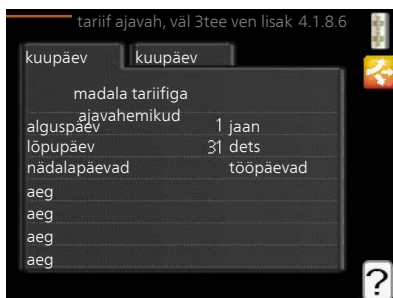 tariif ajavah, väl 3tee ven lisak 4.1.8.6
kuupäev kuupäev
madala tariifiga
ajavahemikud
alguspäev 1 jaan
lõpupäev 31 dets
nädalapäevad tööpäevad
aeg
aeg
aeg
aeg
?